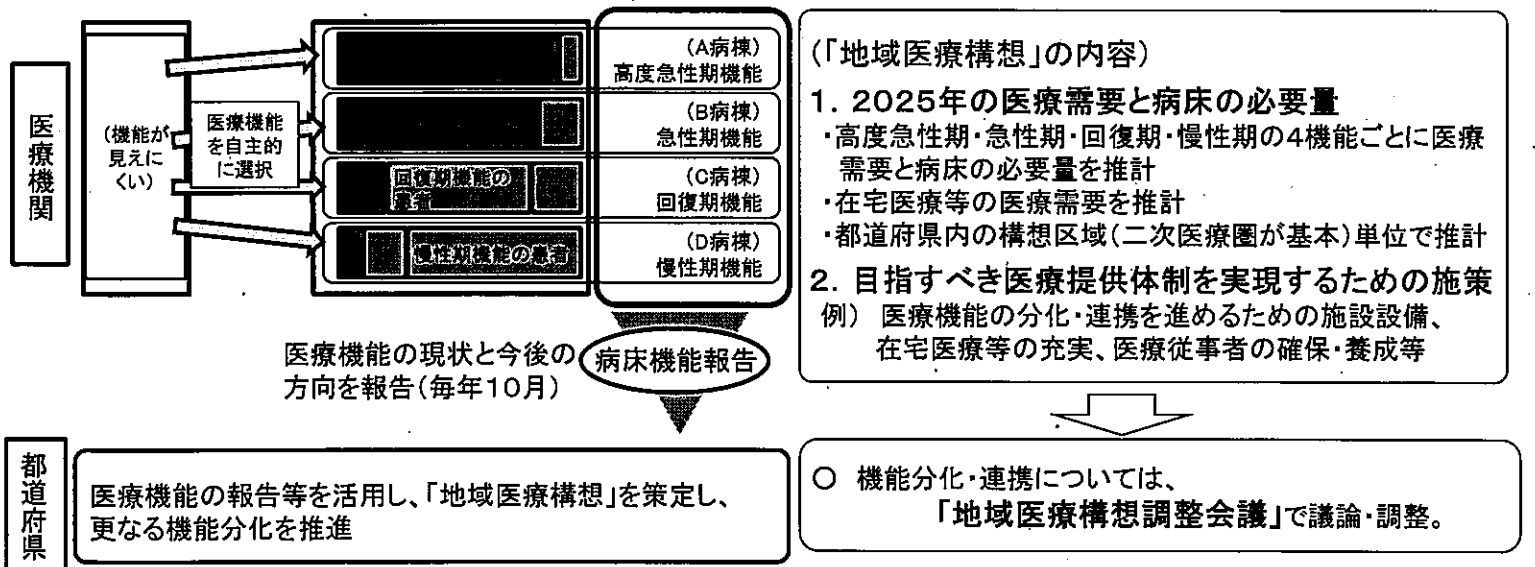 医療機関
(機能が
見えに
くい)
医療機能
を自主的
に選択
回復期機能の
患者
慢性期機能の患者
(A病棟)
高度急性期機能
(B病棟)
急性期機能
(C病棟)
回復期機能
(D病棟)
慢性期機能
医療機能の現状と今後の
方向を報告(毎年10月)
病床機能報告
都道府県
医療機能の報告等を活用し、「地域医療構想」を策定し、
更なる機能分化を推進
(「地域医療構想」の内容)
1. 2025年の医療需要と病床の必要量
・高度急性期・急性期・回復期・慢性期の4機能ごとに医療
需要と病床の必要量を推計
・在宅医療等の医療需要を推計
・都道府県内の構想区域(二次医療圏が基本)単位で推計
2. 目指すべき医療提供体制を実現するための施策
例) 医療機能の分化・連携を進めるための施設設備、
在宅医療等の充実、医療従事者の確保・養成等
○ 機能分化・連携については、
「地域医療構想調整会議」で議論・調整。